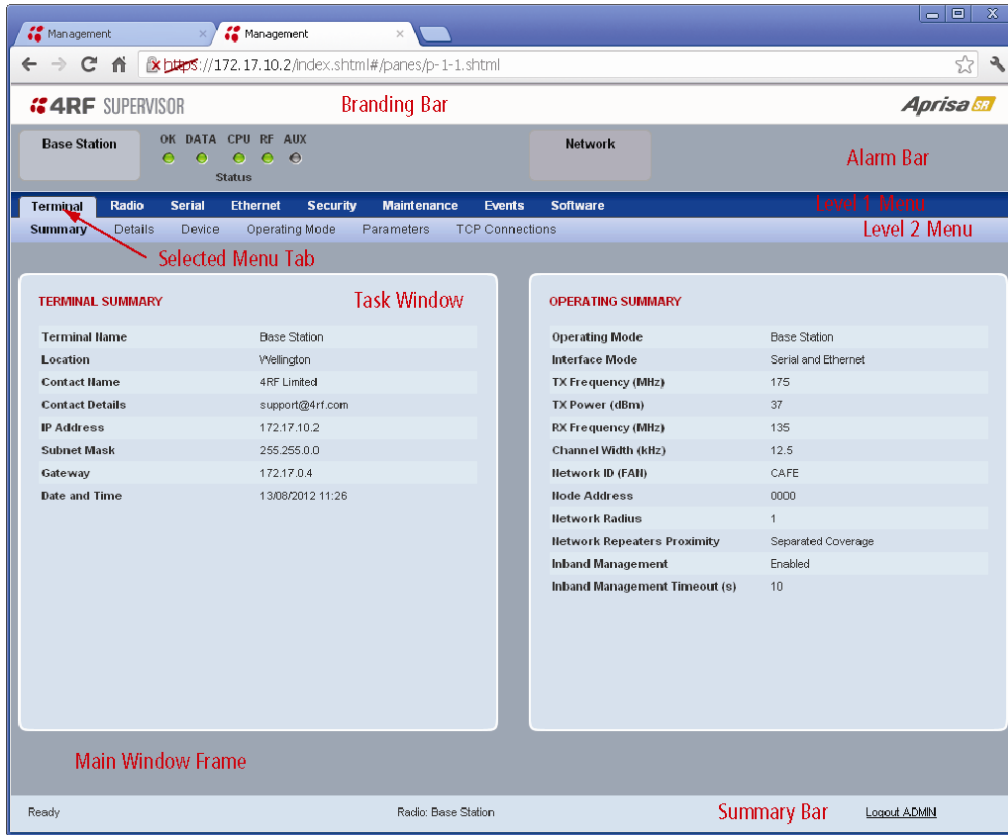 Management
Management
https://172.17.10.2/index.shtml#/panes/p-1-1.shtml
4RF SUPERVISOR
Branding Bar
Aprisa SR
Base Station
OK DATA CPU RF AUX
Status
Network
Alarm Bar
Terminal Radio Serial Ethernet Security Maintenance Events Software
Level 1 Menu
Summary Details Device Operating Mode Parameters TCP Connections
Level 2 Menu
Selected Menu Tab
TERMINAL SUMMARY
Task Window
Terminal Name Base Station
Location Wellington
Contact Name 4RF Limited
Contact Details support@4rf.com
IP Address 172.17.10.2
Subnet Mask 255.255.0.0
Gateway 172.17.0.4
Date and Time 13/08/2012 11:26
OPERATING SUMMARY
Operating Mode Base Station
Interface Mode Serial and Ethernet
TX Frequency (MHz) 175
TX Power (dBm) 37
RX Frequency (MHz) 135
Channel Width (kHz) 12.5
Network ID (FAN) CAFE
Node Address 0000
Network Radius 1
Network Repeaters Proximity Separated Coverage
Inband Management Enabled
Inband Management Timeout (s) 10
Main Window Frame
Ready
Radio: Base Station
Summary Bar
Logout ADMIN